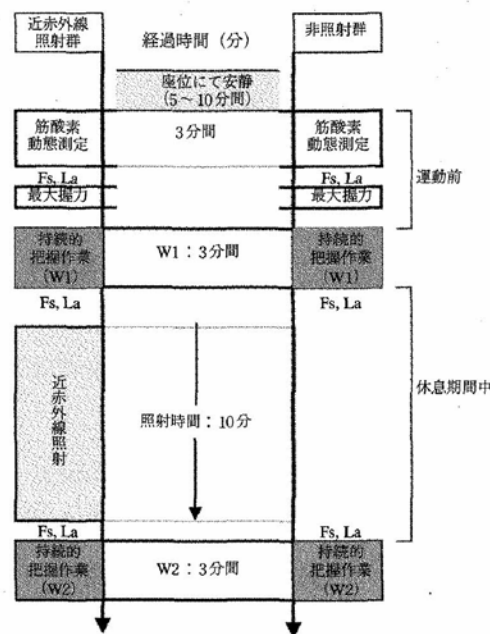 近赤外線
照射群
経過時間（分）
非照射群
座位にて安静
（5～10分間）
筋酸素
動態測定
3分間
筋酸素
動態測定
Fs, La
Fs, La
最大握力
最大握力
運動前
持続的
把握作業
（W1）
W1：3分間
持続的
把握作業
（W1）
Fs, La
Fs, La
近赤外線照射
照射時間：10分
休息期間中
Fs, La
Fs, La
持続的
把握作業
（W2）
W2：3分間
持続的
把握作業
（W2）